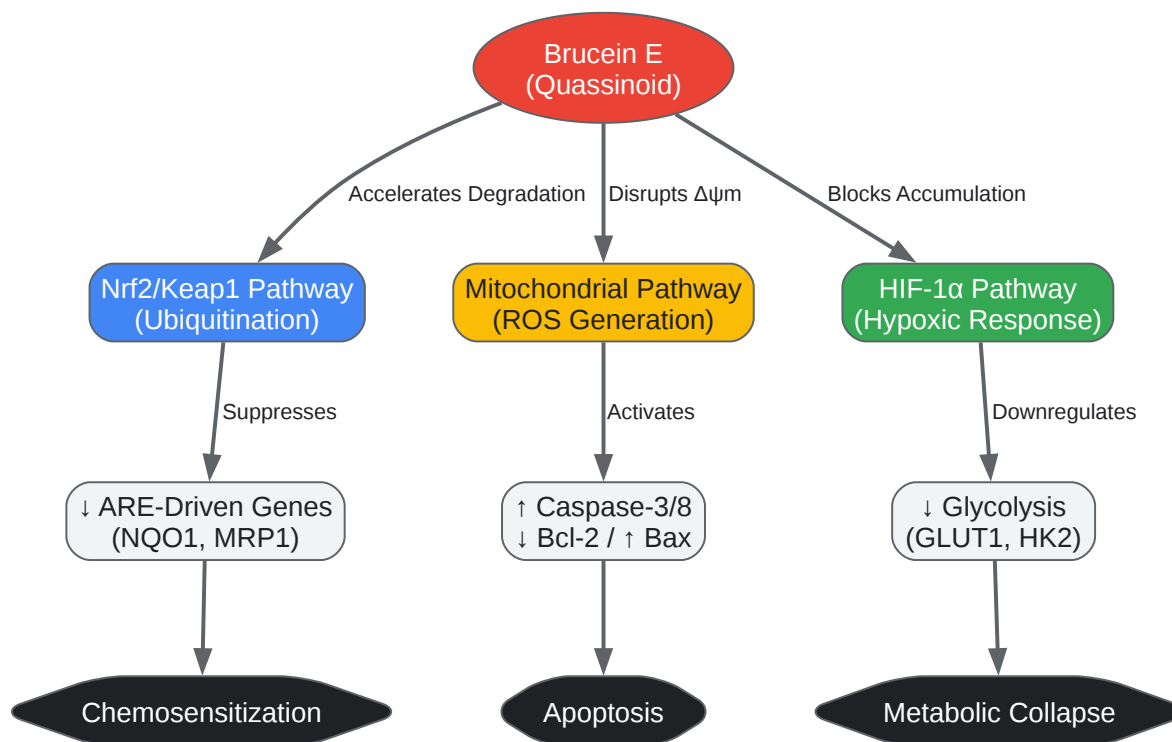 Brucein E
(Quassinoid)
Accelerates Degradation
Disrupts Δψm
Blocks Accumulation
Nrf2/Keap1 Pathway
(Ubiquitination)
Mitochondrial Pathway
(ROS Generation)
HIF-1α Pathway
(Hypoxic Response)
Suppresses
Activates
Downregulates
↓ ARE-Driven Genes
(NQO1, MRP1)
↑ Caspase-3/8
↓ Bcl-2 / ↑ Bax
↓ Glycolysis
(GLUT1, HK2)
Chemosensitization
Apoptosis
Metabolic Collapse